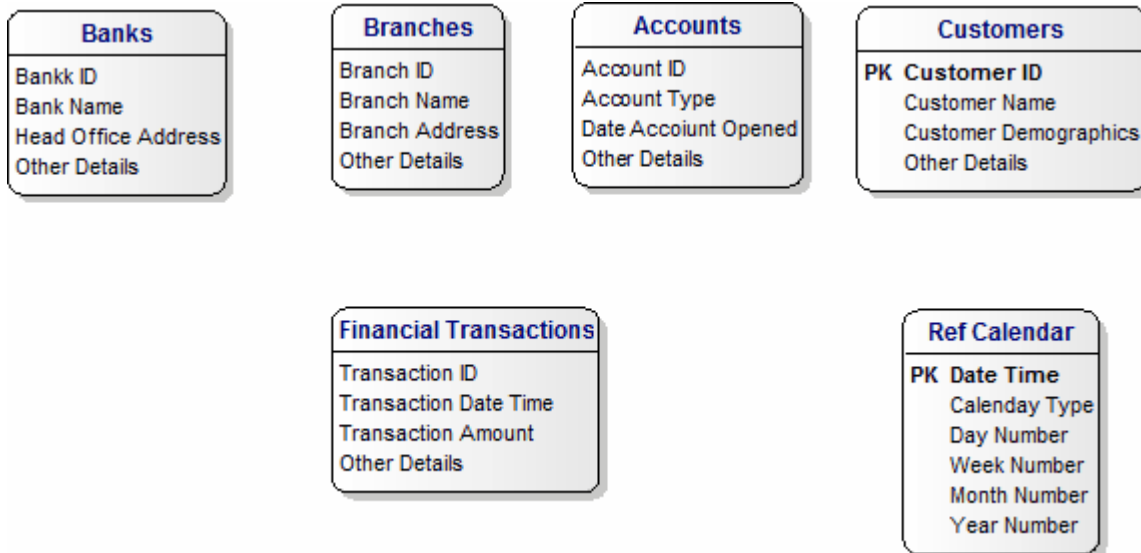 Banks
Bankk ID
Bank Name
Head Office Address
Other Details
Branches
Branch ID
Branch Name
Branch Address
Other Details
Accounts
Account ID
Account Type
Date Accoiunt Opened
Other Details
Customers
PK Customer ID
Customer Name
Customer Demographics
Other Details
Financial Transactions
Transaction ID
Transaction Date Time
Transaction Amount
Other Details
Ref Calendar
PK Date Time
Calenday Type
Day Number
Week Number
Month Number
Year Number